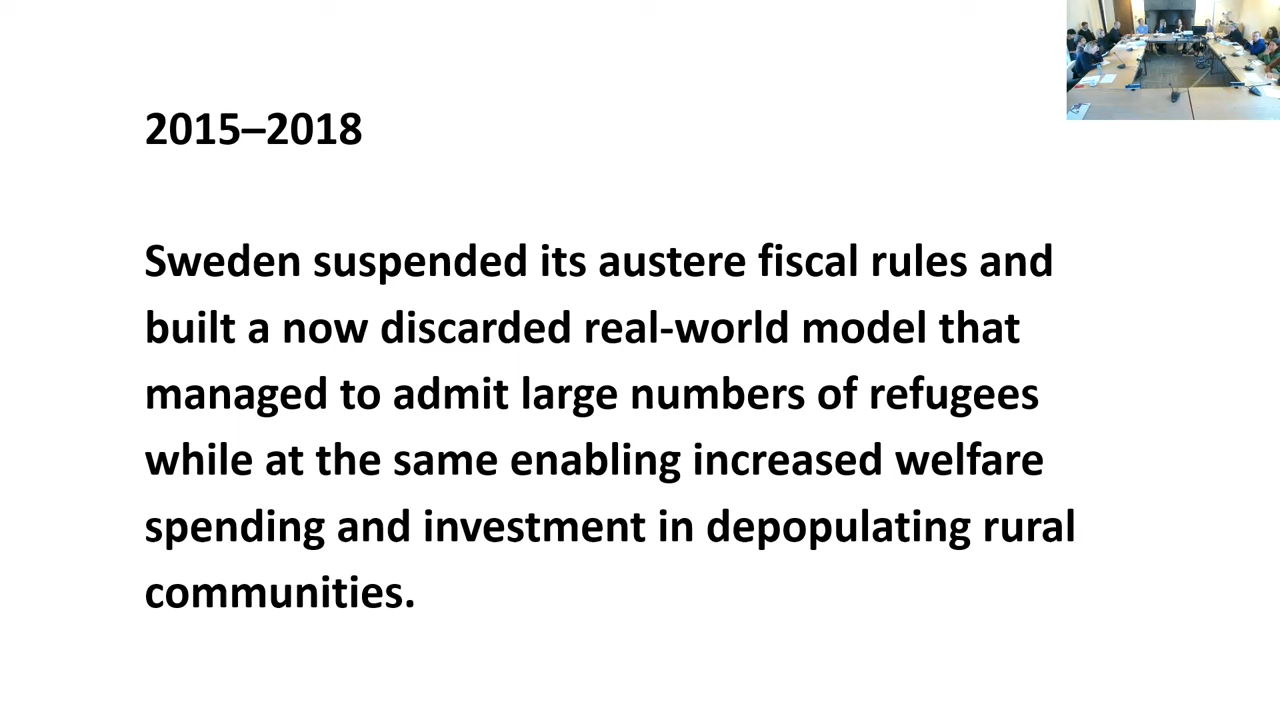 2015–2018
Sweden suspended its austere fiscal rules and
built a now discarded real-world model that
managed to admit large numbers of refugees
while at the same enabling increased welfare
spending and investment in depopulating rural
communities.